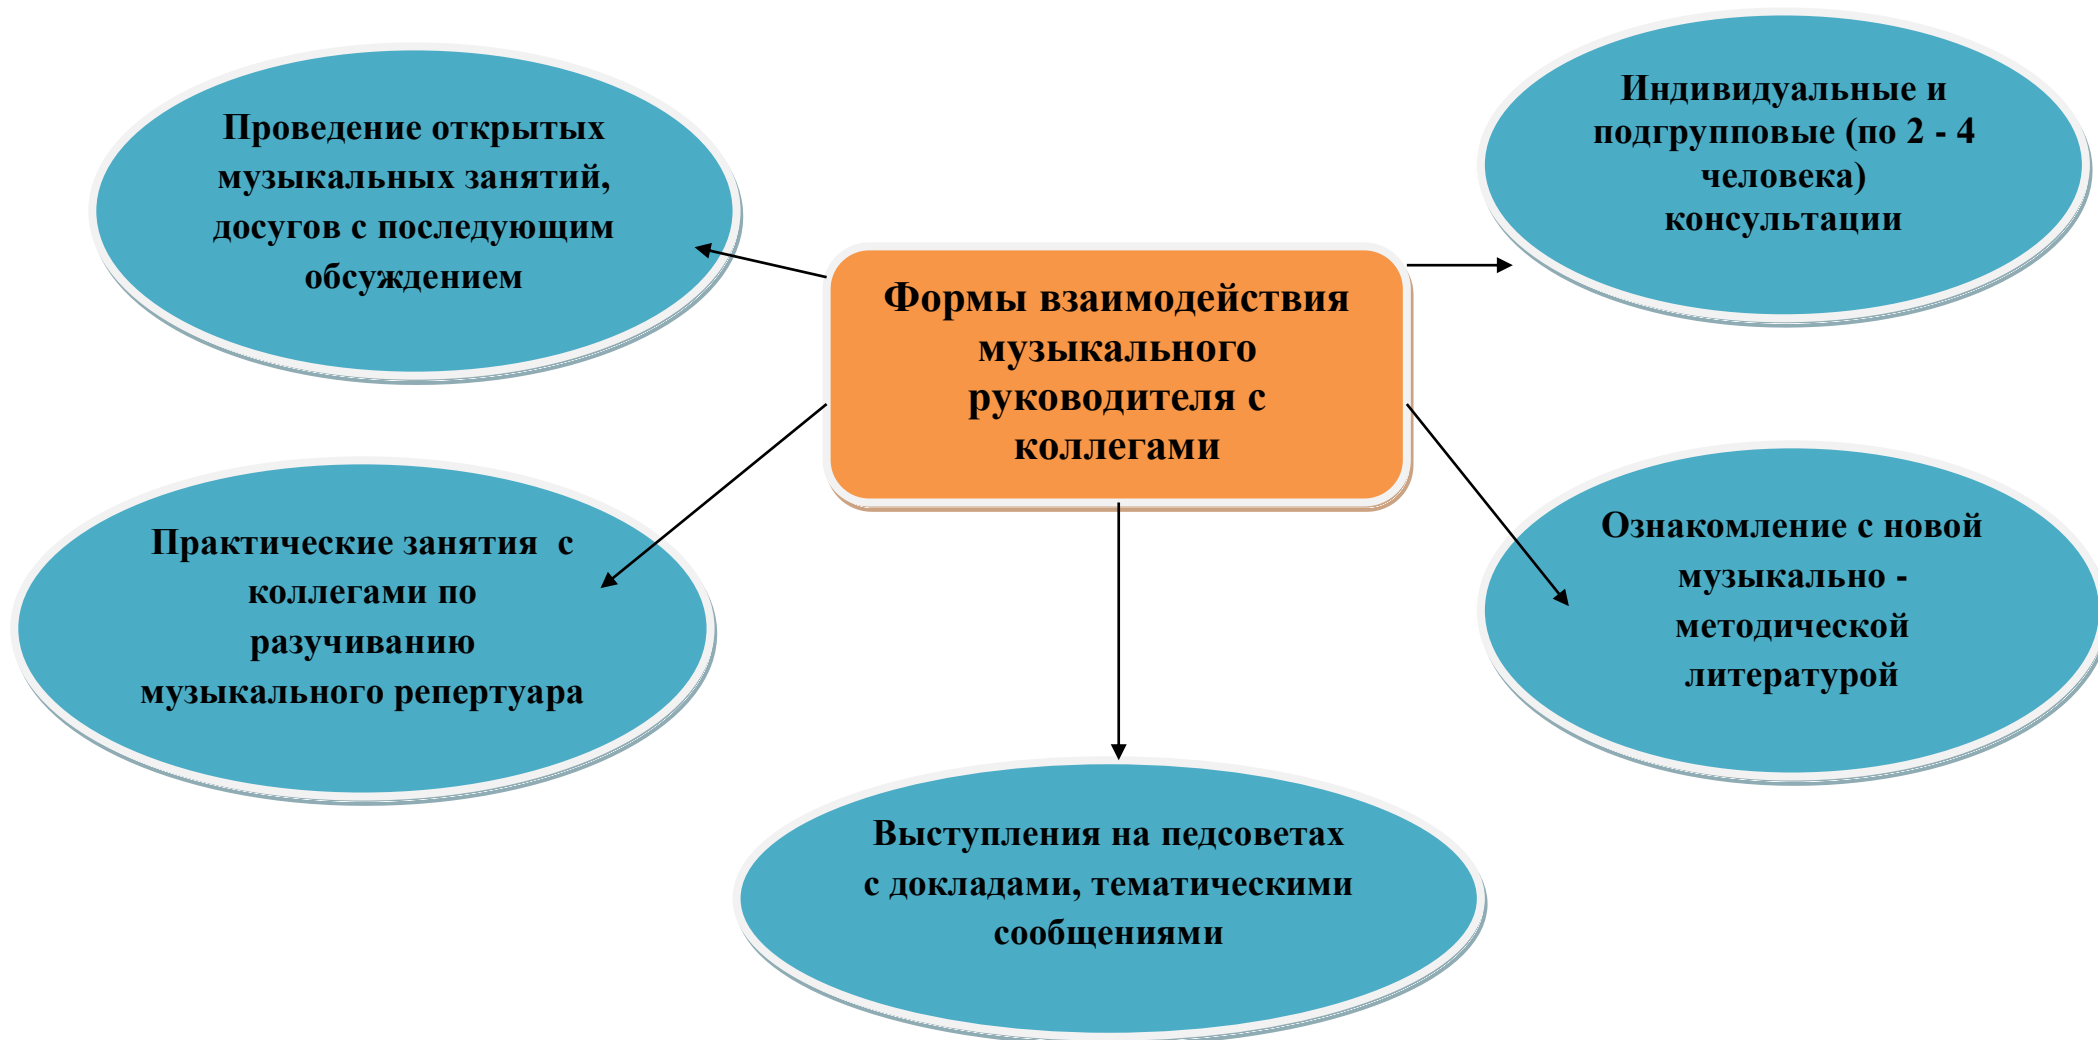 Проведение открытых
музыкальных занятий,
досугов с последующим
обсуждением
Индивидуальные и
подгрупповые (по 2 - 4
человека)
консультации
Формы взаимодействия
музыкального
руководителя с
коллегами
Практические занятия  с
коллегами по
разучиванию
музыкального репертуара
Ознакомление с новой
музыкально -
методической
литературой
Выступления на педсоветах
с докладами, тематическими
сообщениями